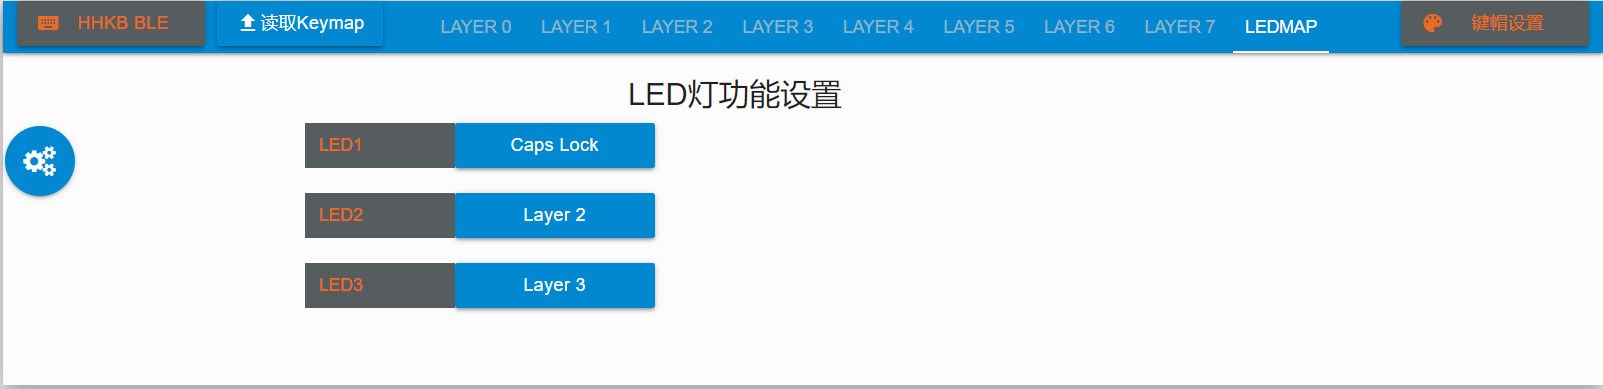 HHKB BLE 读取Keymap LAYER 0 LAYER 1 LAYER 2 LAYER 3 LAYER 4 LAYER 5 LAYER 6 LAYER 7 LEDMAP 键帽设置
LED灯功能设置
LED1 Caps Lock
LED2 Layer 2
LED3 Layer 3